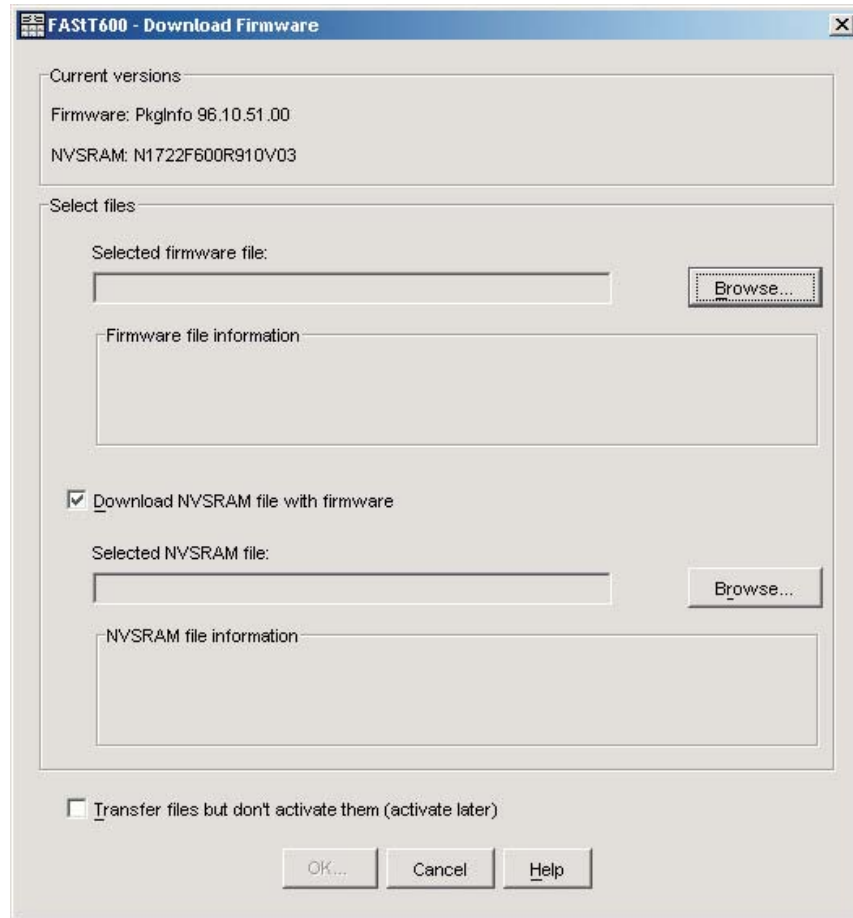 FAStT600 - Download Firmware
Current versions
Firmware: PkgInfo 96.10.51.00
NVSRAM: N1722F600R910V03
Select files
Selected firmware file:
Browse...
Firmware file information
Download NVSRAM file with firmware
Selected NVSRAM file:
Browse...
NVSRAM file information
Transfer files but don't activate them (activate later)
OK... Cancel Help